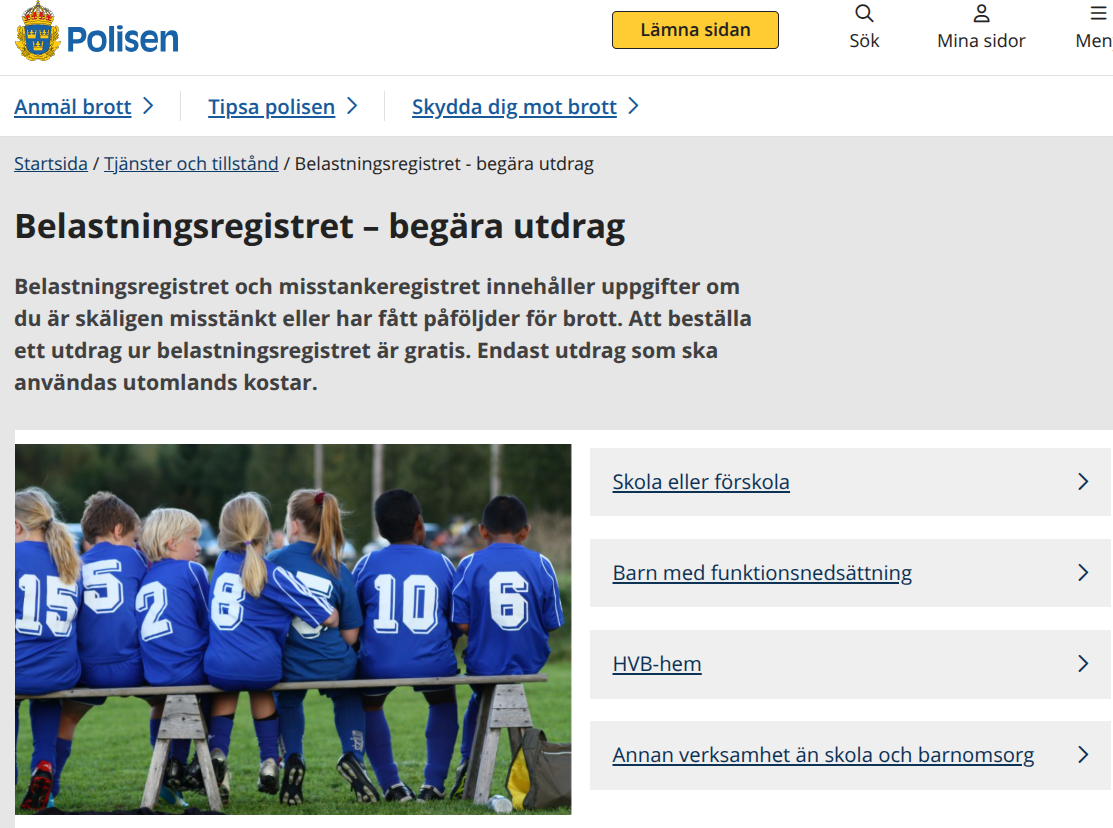 Polisen
Lämna sidan
Sök
Mina sidor
Men
Anmäl brott
Tipsa polisen
Skydda dig mot brott
Startsida / Tjänster och tillstånd / Belastningsregistret - begära utdrag
Belastningsregistret – begära utdrag
Belastningsregistret och misstankeregistret innehåller uppgifter om
du är skäligen misstänkt eller har fått påföljder för brott. Att beställa
ett utdrag ur belastningsregistret är gratis. Endast utdrag som ska
användas utomlands kostar.
Skola eller förskola
Barn med funktionsnedsättning
HVB-hem
Annan verksamhet än skola och barnomsorg
15 5 2 8 10 6